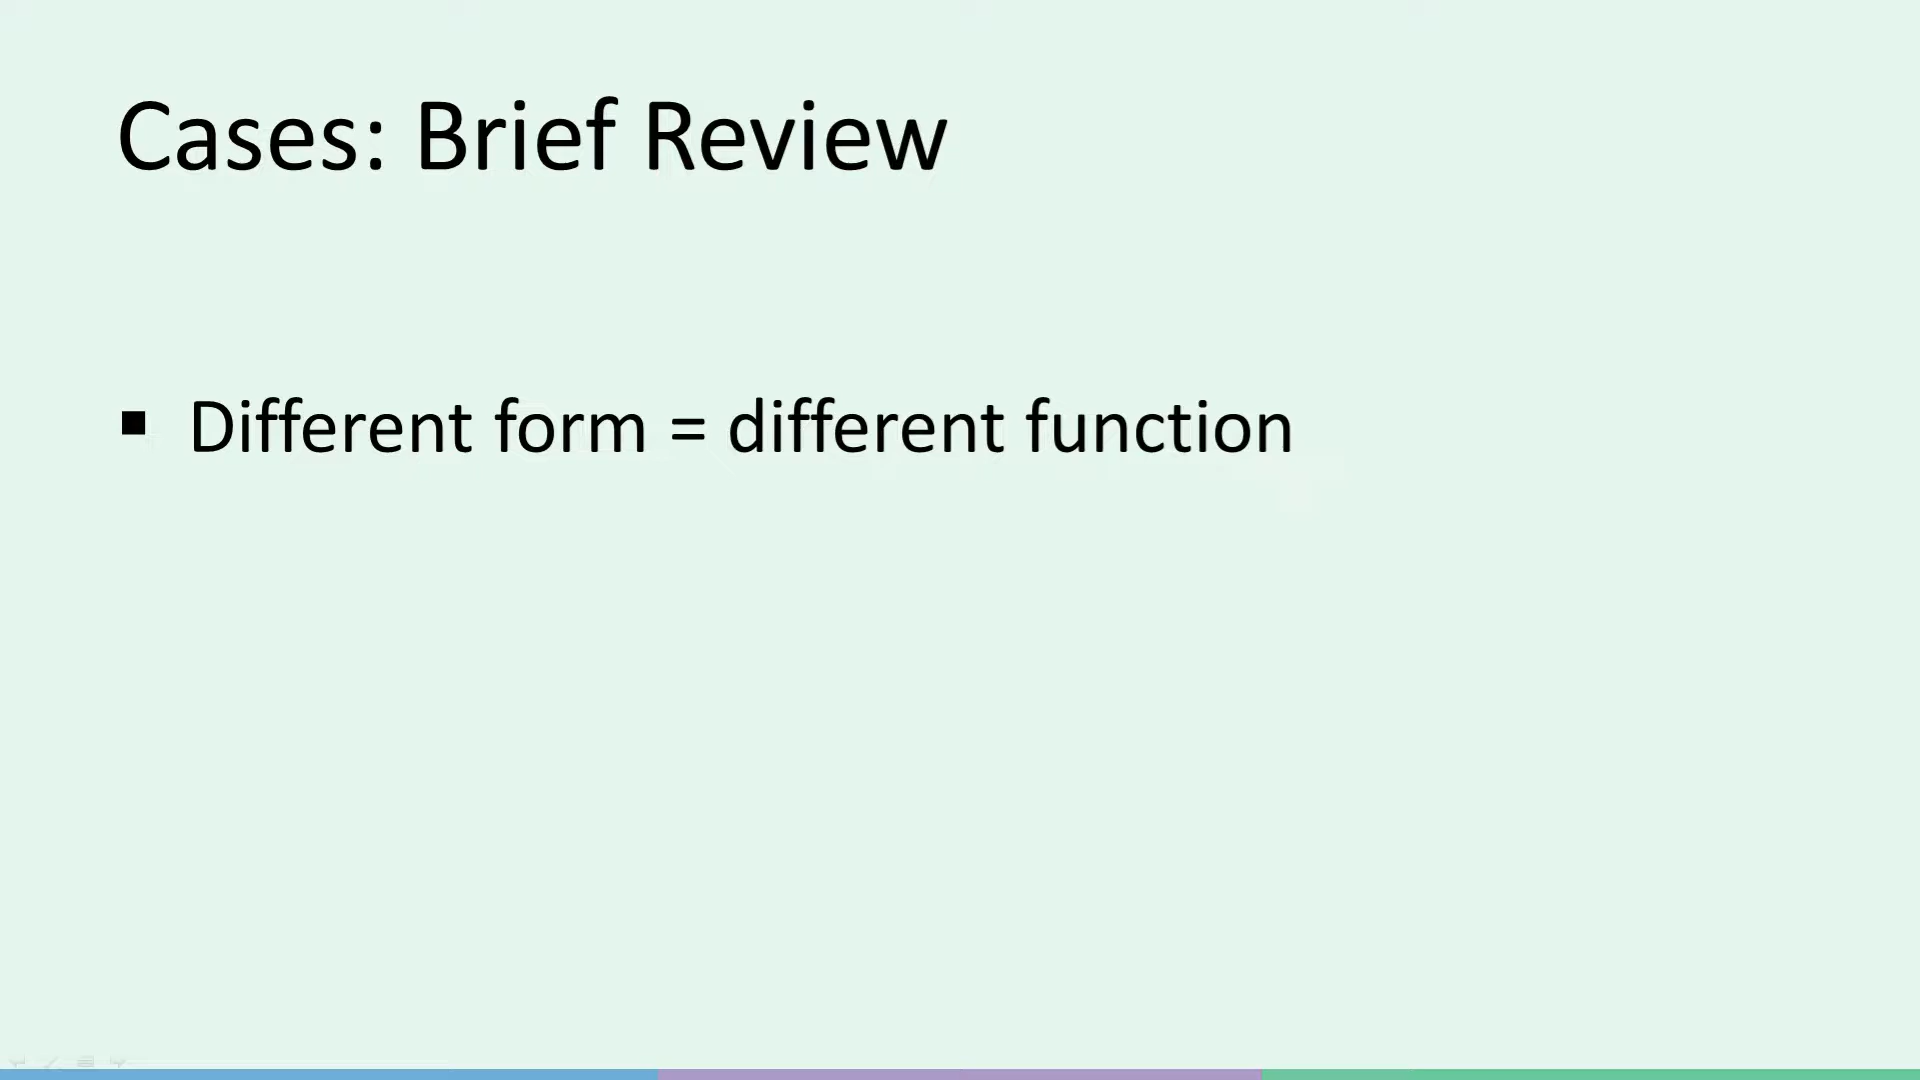 Cases: Brief Review
▪ Different form = different function